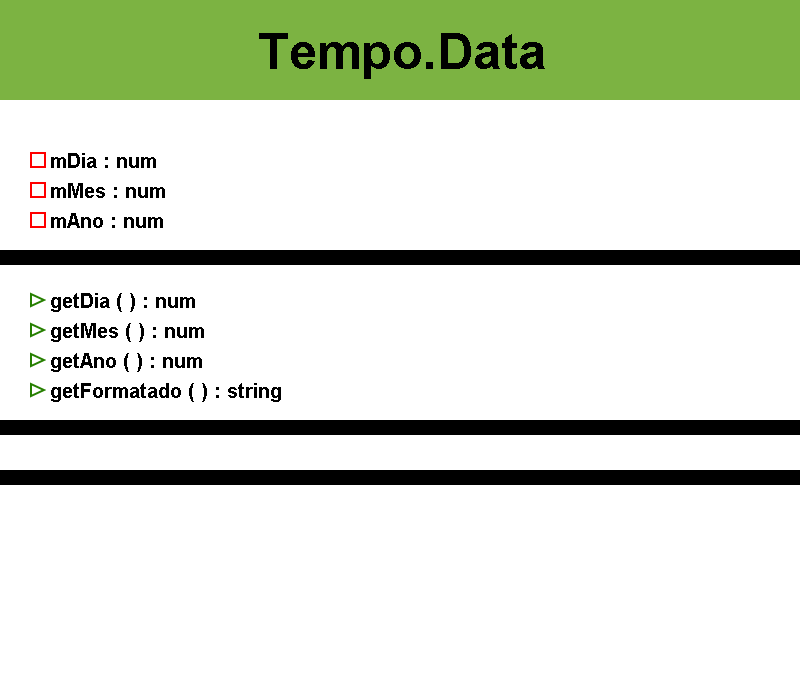 Tempo.Data
mDia : num
mMes : num
mAno : num
getDia ( ) : num
getMes ( ) : num
getAno ( ) : num
getFormatado ( ) : string